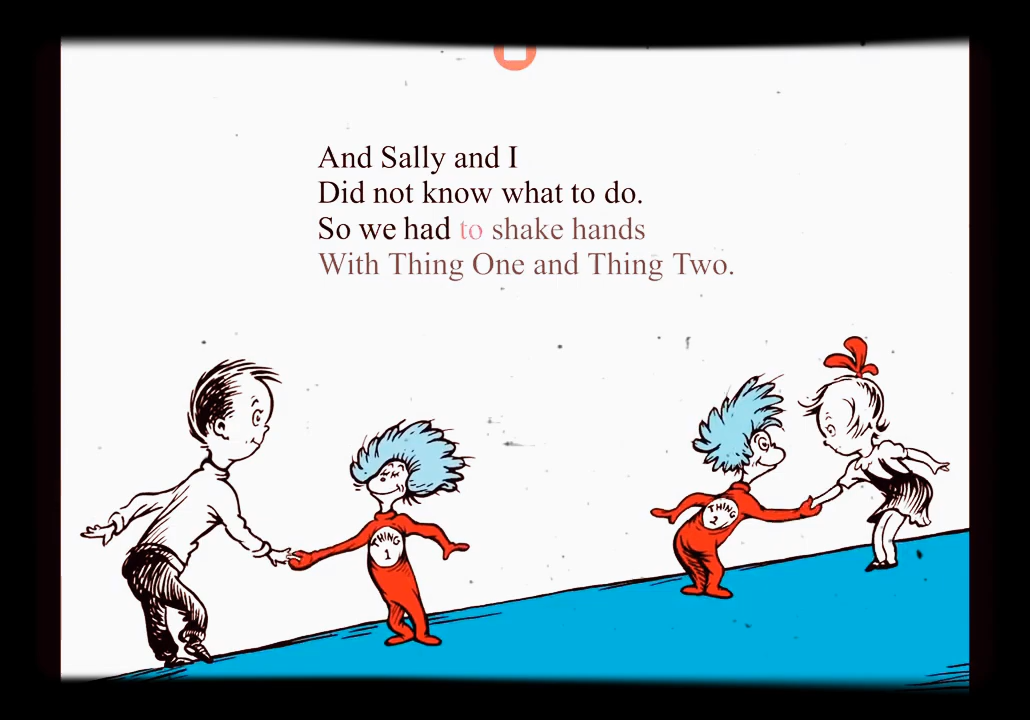 And Sally and I
Did not know what to do.
So we had to shake hands
With Thing One and Thing Two.
THING 1
THING 2